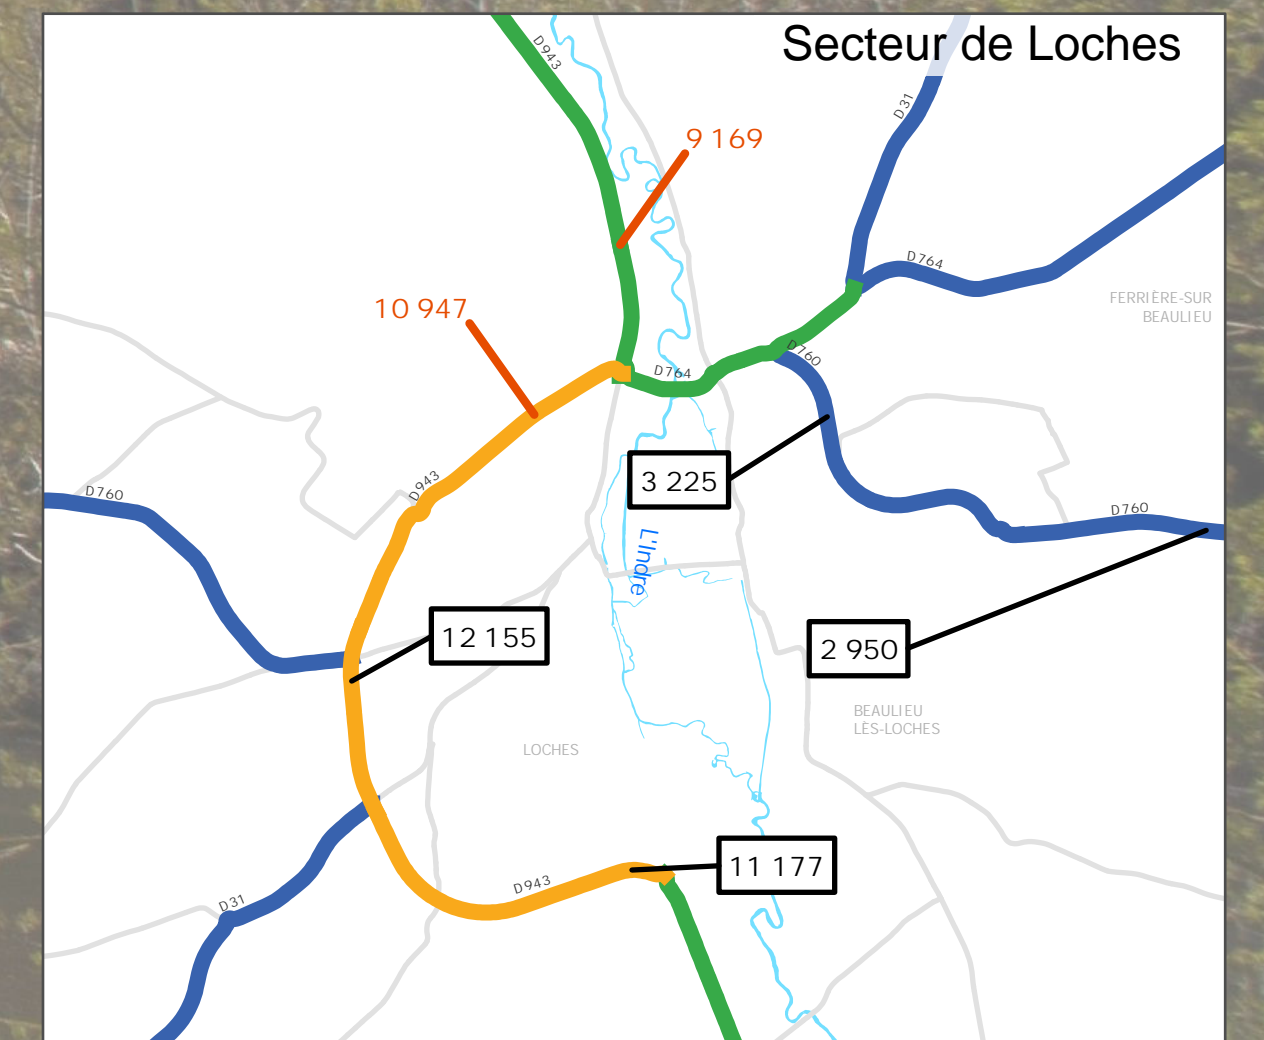 Secteur de Loches
D943
D31
9 169
D764
FERRIÈRE-SUR
BEAULIEU
10 947
D760
D764
D943
3 225
D760
D760
L'Indre
12 155
2 950
BEAULIEU
LÈS-LOCHES
LOCHES
11 177
D943
D31